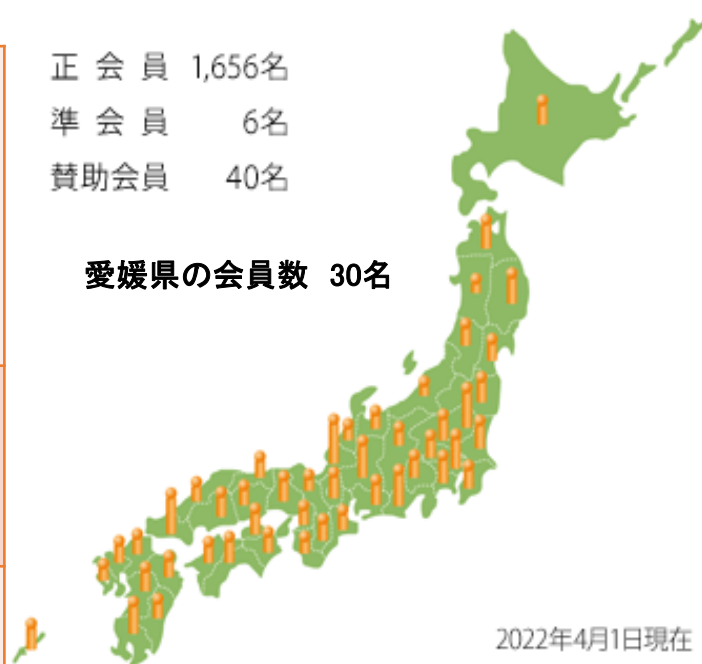 正 会 員 1,656名
準 会 員 6名
賛助会員 40名
愛媛県の会員数 30名
2022年4月1日現在